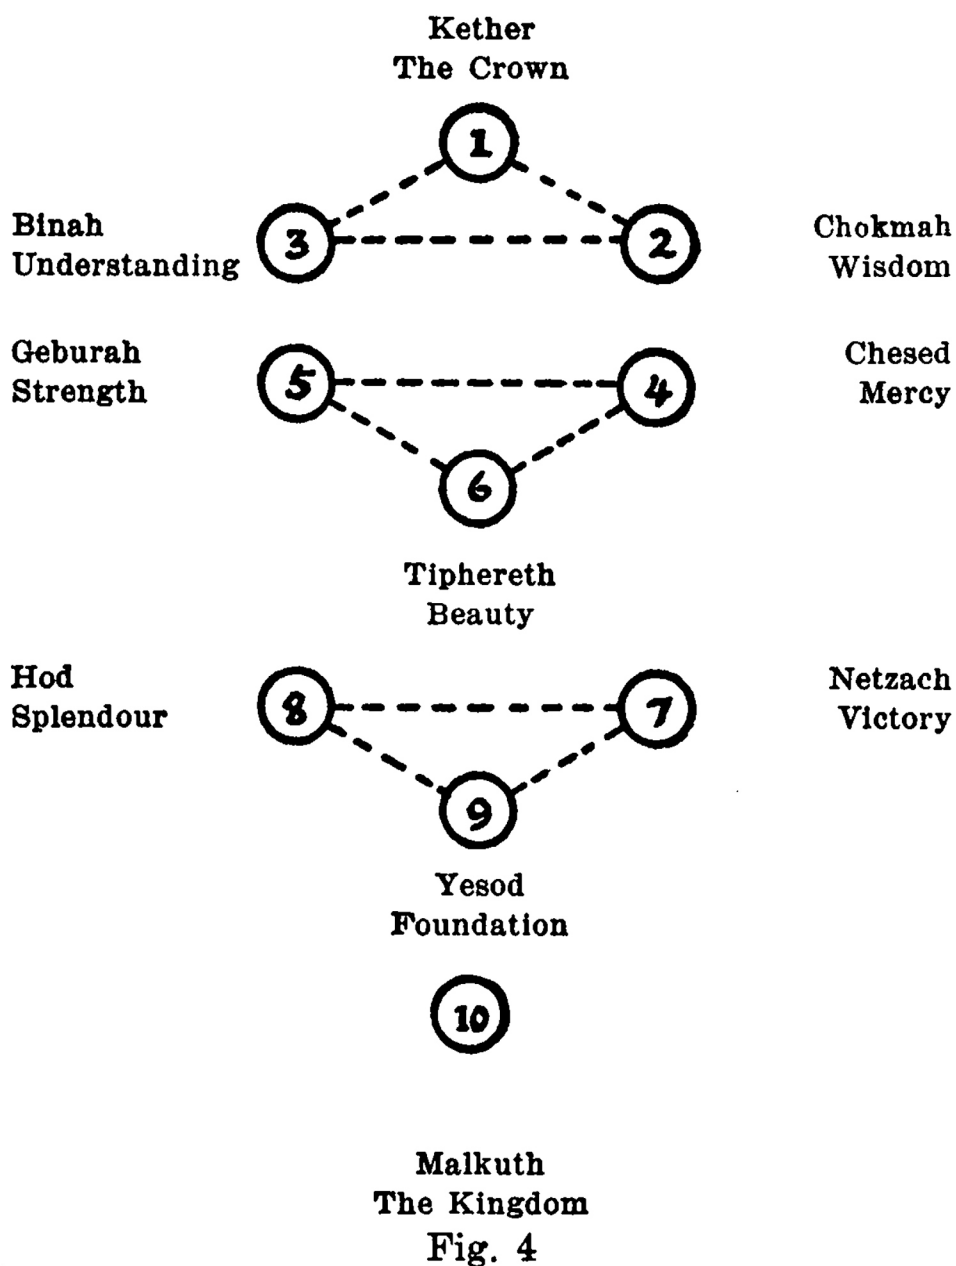 Kether
The Crown
1
Binah
Understanding
3
2
Chokmah
Wisdom
Geburah
Strength
5
4
Chesed
Mercy
6
Tiphereth
Beauty
Hod
Splendour
8
7
Netzach
Victory
9
Yesod
Foundation
10
Malkuth
The Kingdom
Fig. 4